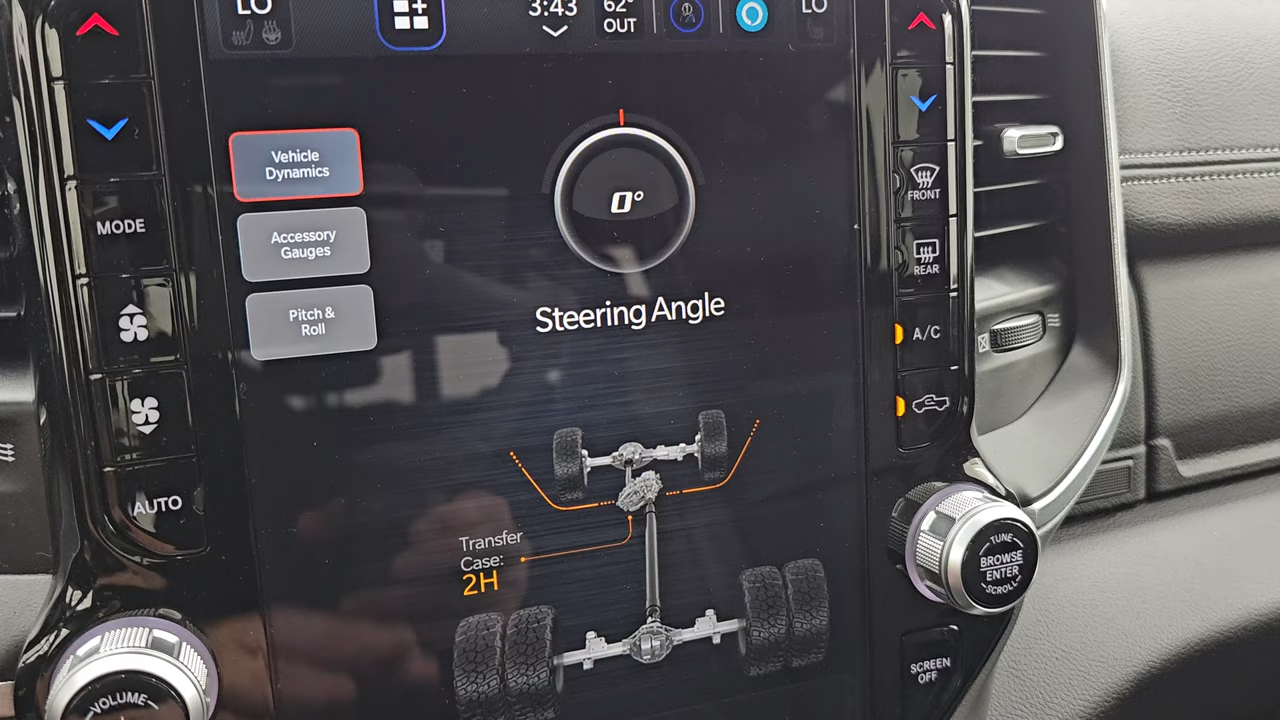 LO
3:43
62°
OUT
LO
Vehicle
Dynamics
Accessory
Gauges
Pitch &
Roll
0°
Steering Angle
Transfer
Case:
2H
MODE
AUTO
VOLUME
FRONT
REAR
A/C
TUNE
BROWSE
ENTER
SCROLL
SCREEN
OFF